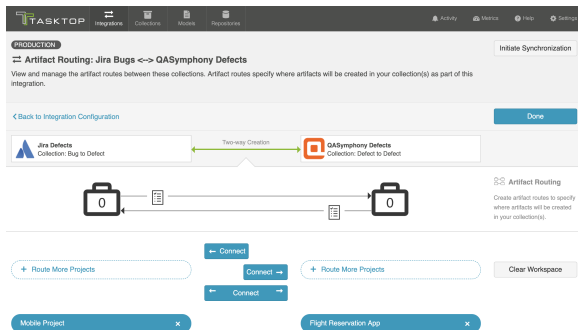 TASKTOP
Integrations
Collections
Models
Repositories
Activity
Metrics
Help
Settings
PRODUCTION
Artifact Routing: Jira Bugs <--> QASymphony Defects
View and manage the artifact routes between these collections. Artifact routes specify where artifacts will be created in your collection(s) as part of this
integration.
Initiate Synchronization
Back to Integration Configuration
Done
Jira Defects
Collection: Bug to Defect
Two-way Creation
QASymphony Defects
Collection: Defect to Defect
0
0
Artifact Routing
Create artifact routes to specify
where artifacts will be created
in your collection(s).
← Connect
+ Route More Projects
Connect →
+ Route More Projects
Clear Workspace
← Connect →
Mobile Project ×
Flight Reservation App ×